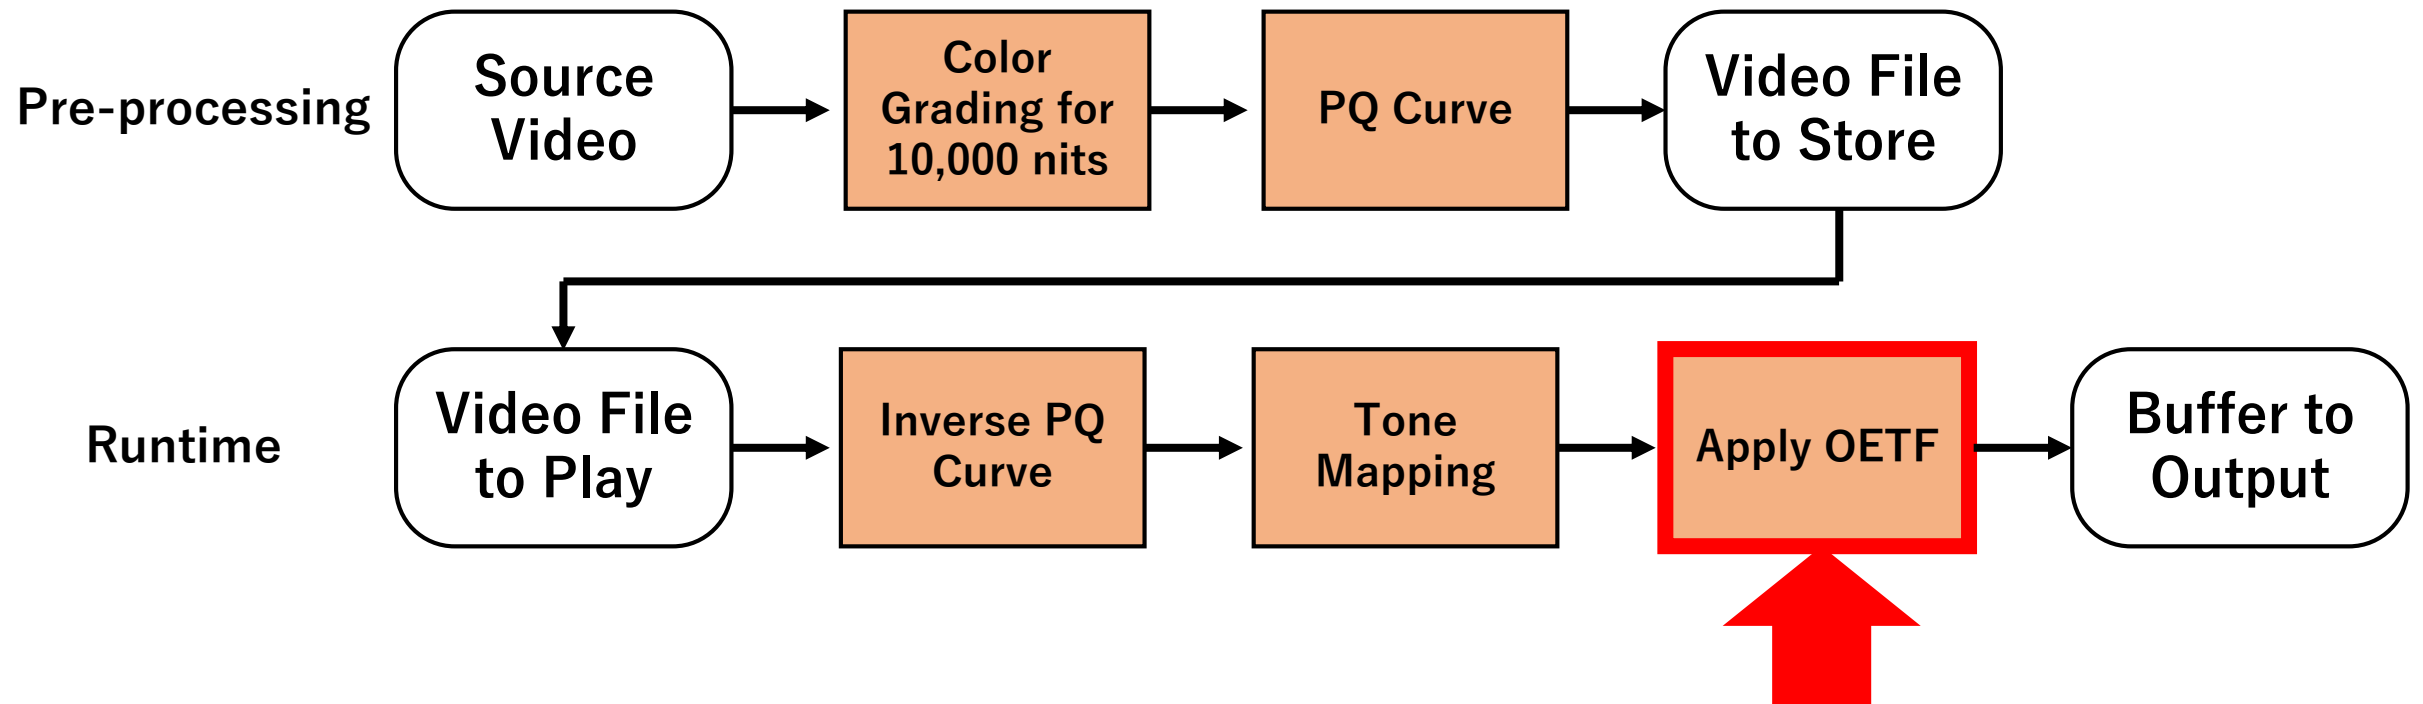 Pre-processing
Source
Video
Color
Grading for
10,000 nits
PQ Curve
Video File
to Store
Runtime
Video File
to Play
Inverse PQ
Curve
Tone
Mapping
Apply OETF
Buffer to
Output